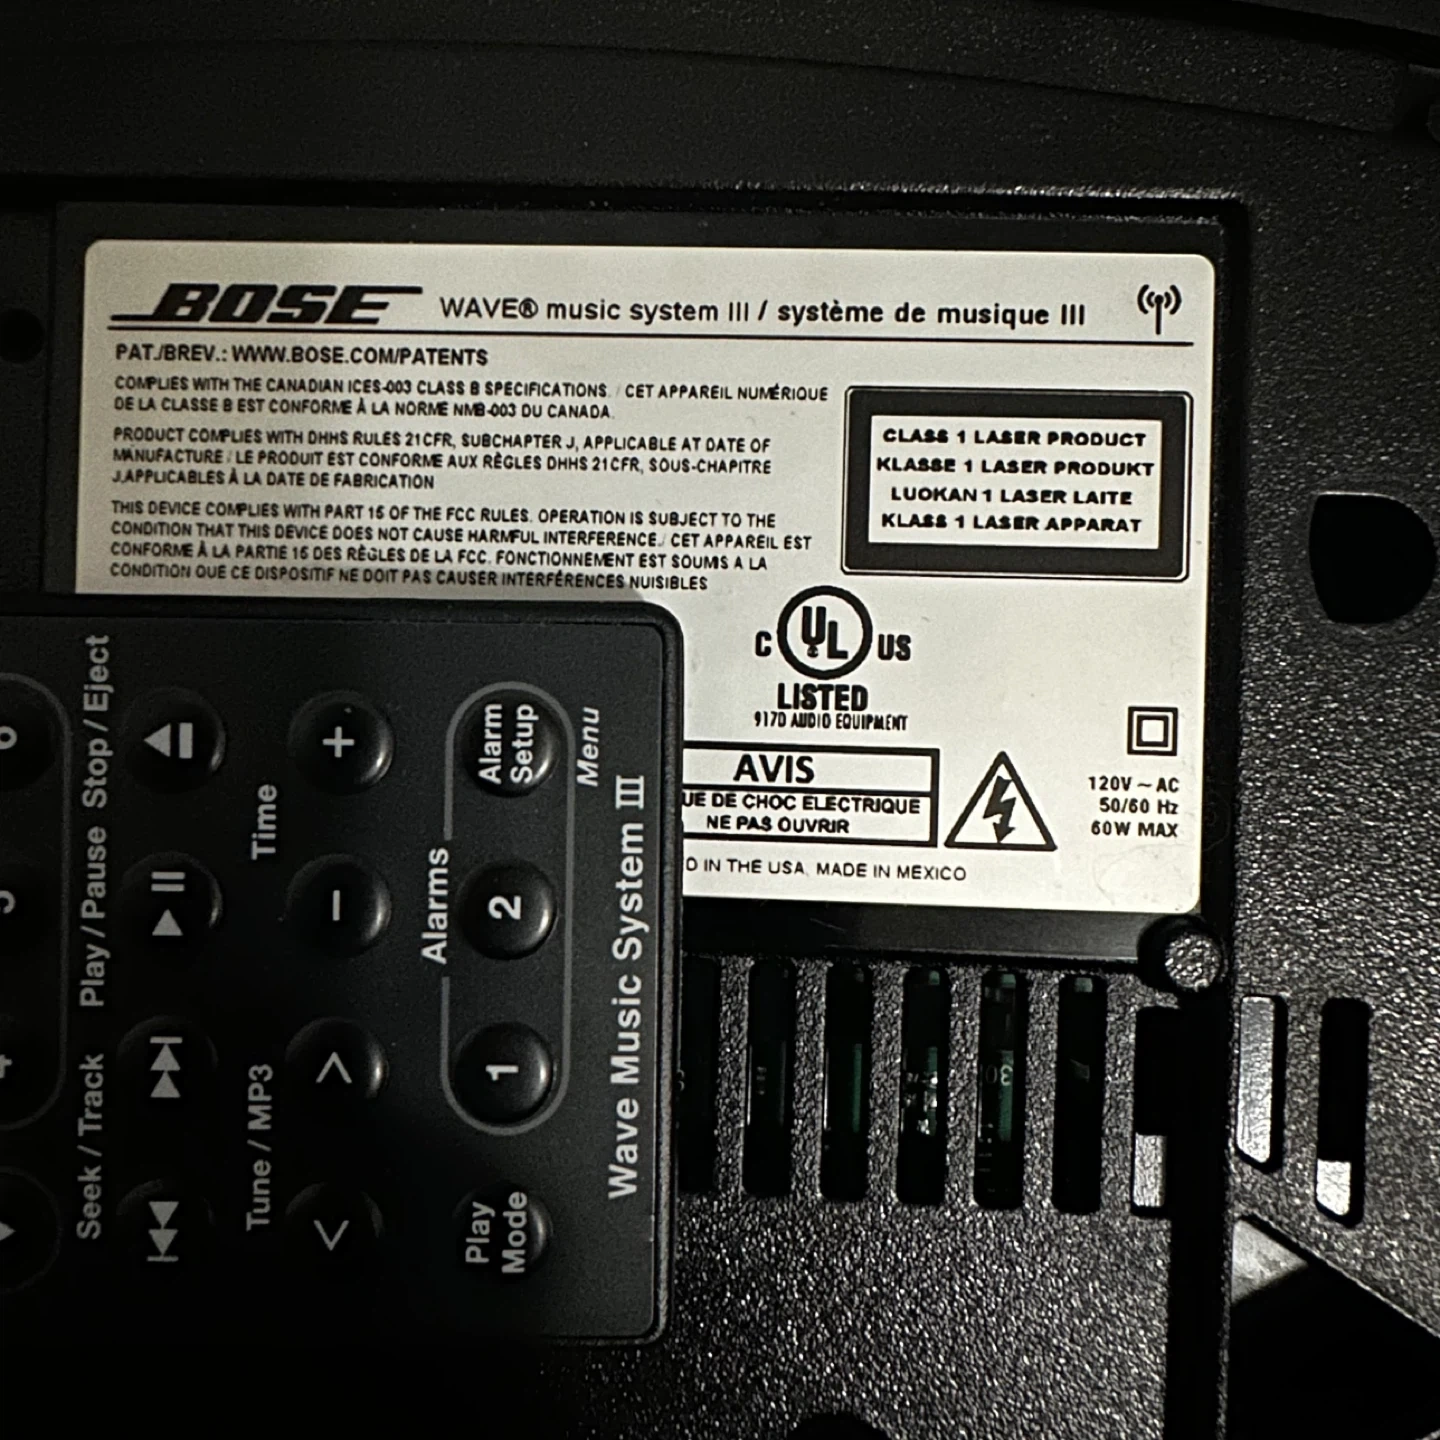 BOSE WAVE® music system III / système de musique III
PAT./BREV.: WWW.BOSE.COM/PATENTS
COMPLIES WITH THE CANADIAN ICES-003 CLASS B SPECIFICATIONS. / CET APPAREIL NUMÉRIQUE
DE LA CLASSE B EST CONFORME À LA NORME NMB-003 DU CANADA.
PRODUCT COMPLIES WITH DHHS RULES 21CFR, SUBCHAPTER J, APPLICABLE AT DATE OF
MANUFACTURE / LE PRODUIT EST CONFORME AUX RÈGLES DHHS 21CFR, SOUS-CHAPITRE
J,APPLICABLES À LA DATE DE FABRICATION
THIS DEVICE COMPLIES WITH PART 15 OF THE FCC RULES. OPERATION IS SUBJECT TO THE
CONDITION THAT THIS DEVICE DOES NOT CAUSE HARMFUL INTERFERENCE. / CET APPAREIL EST
CONFORME À LA PARTIE 15 DES RÈGLES DE LA FCC. FONCTIONNEMENT EST SOUMIS A LA
CONDITION QUE CE DISPOSITIF NE DOIT PAS CAUSER INTERFÉRENCES NUISIBLES
CLASS 1 LASER PRODUCT
KLASSE 1 LASER PRODUKT
LUOKAN 1 LASER LAITE
KLASS 1 LASER APPARAT
C UL US
LISTED
917D AUDIO EQUIPMENT
AVIS
UE DE CHOC ELECTRIQUE
NE PAS OUVRIR
120V ~ AC
50/60 Hz
60W MAX
D IN THE USA, MADE IN MEXICO
Seek / Track Play / Pause Stop / Eject
Tune / MP3 Time
< > − +
Alarms
Play Mode 1 2 Alarm Setup
Menu
Wave Music System III